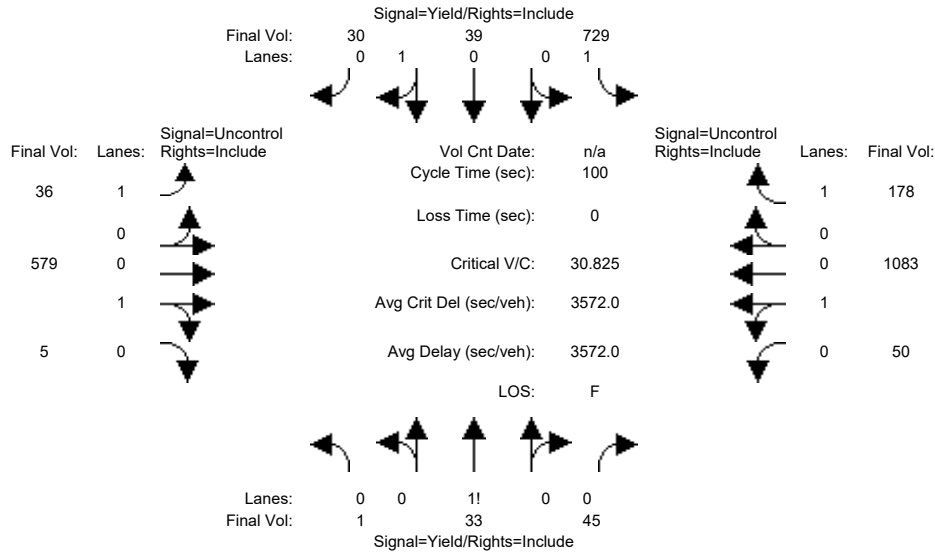 Signal=Yield/Rights=Include
Final Vol: 30 39 729
Lanes: 0 1 0 0 1
Signal=Uncontrol
Final Vol: Lanes: Rights=Include
Vol Cnt Date: n/a
Signal=Uncontrol
Rights=Include Lanes: Final Vol:
Cycle Time (sec): 100
36 1
1 178
Loss Time (sec): 0
0
0
579 0
Critical V/C: 30.825
0 1083
1
Avg Crit Del (sec/veh): 3572.0
1
5 0
Avg Delay (sec/veh): 3572.0
0 50
LOS: F
Lanes: 0 0 1! 0 0
Final Vol: 1 33 45
Signal=Yield/Rights=Include